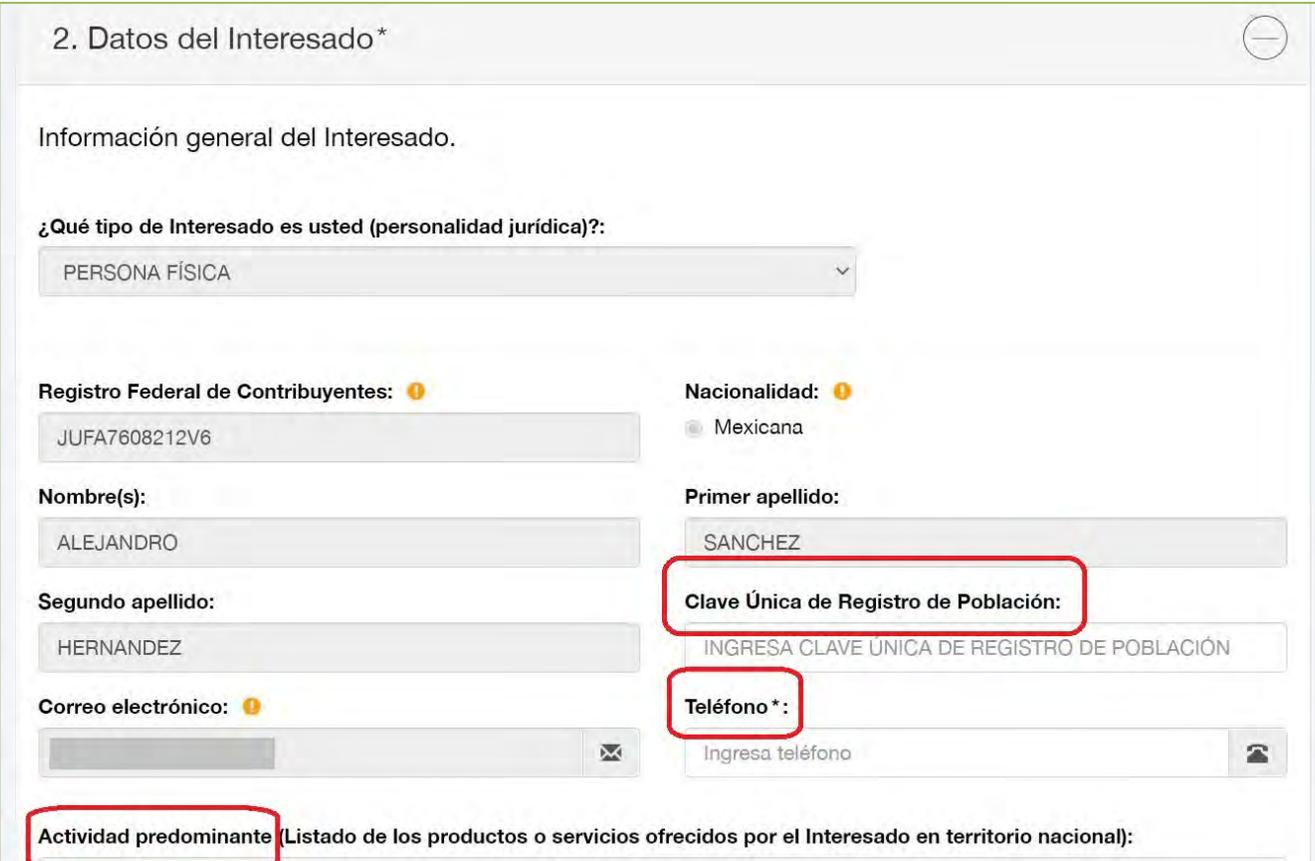 2. Datos del Interesado*
Información general del Interesado.
¿Qué tipo de Interesado es usted (personalidad jurídica)?:
PERSONA FÍSICA
Registro Federal de Contribuyentes:
Nacionalidad:
JUFA7608212V6
Mexicana
Nombre(s):
Primer apellido:
ALEJANDRO
SANCHEZ
Segundo apellido:
Clave Única de Registro de Población:
HERNANDEZ
INGRESA CLAVE ÚNICA DE REGISTRO DE POBLACIÓN
Correo electrónico:
Teléfono*:
Ingresa teléfono
Actividad predominante (Listado de los productos o servicios ofrecidos por el Interesado en territorio nacional):